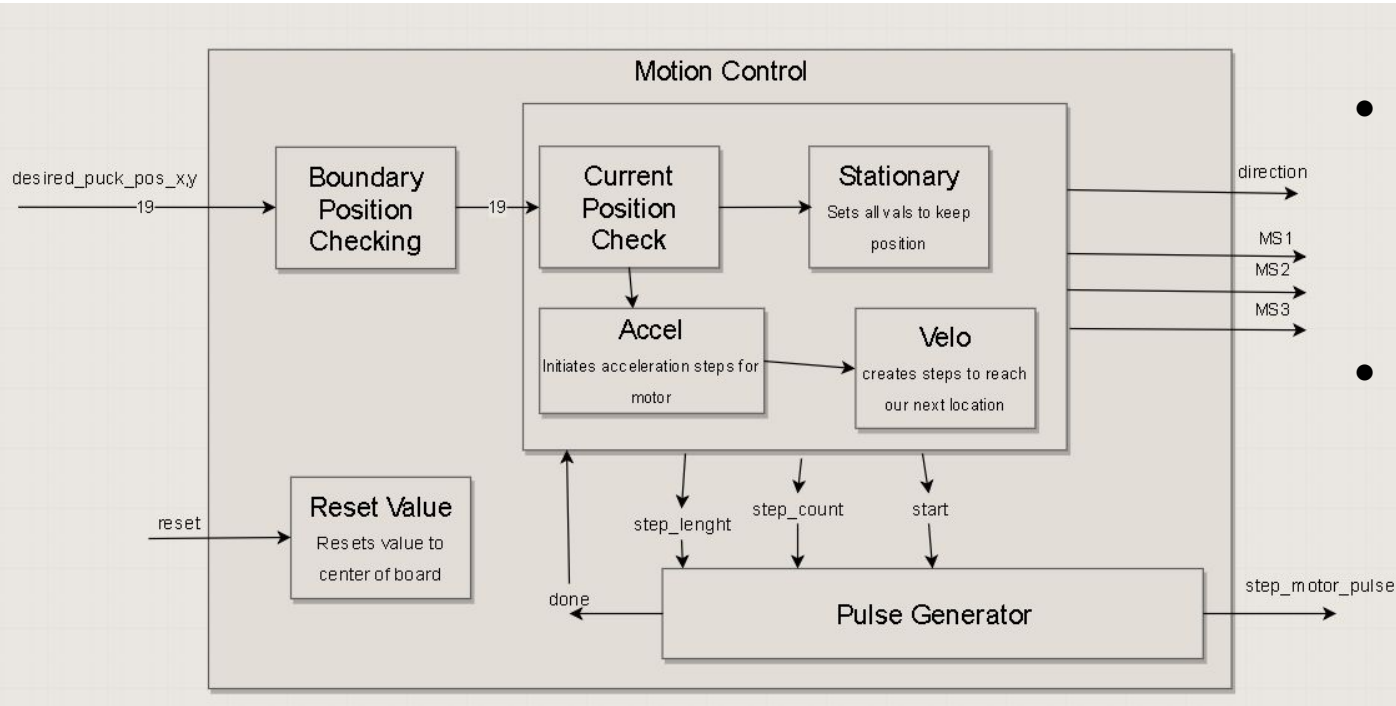 Motion Control
desired_puck_pos_x,y
19
Boundary
Position
Checking
19
Current
Position
Check
Stationary
Sets all vals to keep
position
direction
MS1
MS2
MS3
Accel
Initiates acceleration steps for
motor
Velo
creates steps to reach
our next location
reset
Reset Value
Resets value to
center of board
step_lenght
step_count
start
done
Pulse Generator
step_motor_pulse